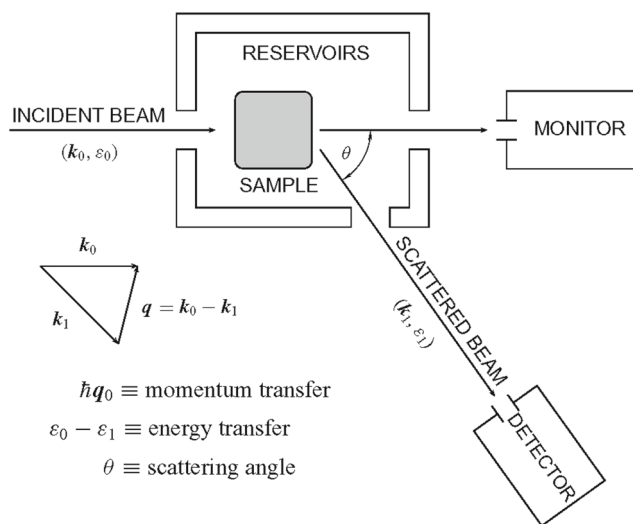 RESERVOIRS
INCIDENT BEAM
(k₀, ε₀)
SAMPLE
θ
MONITOR
k₀
k₁
q = k₀ − k₁
SCATTERED BEAM
(k₁, ε₁)
DETECTOR
ħq₀ ≡ momentum transfer
ε₀ − ε₁ ≡ energy transfer
θ ≡ scattering angle